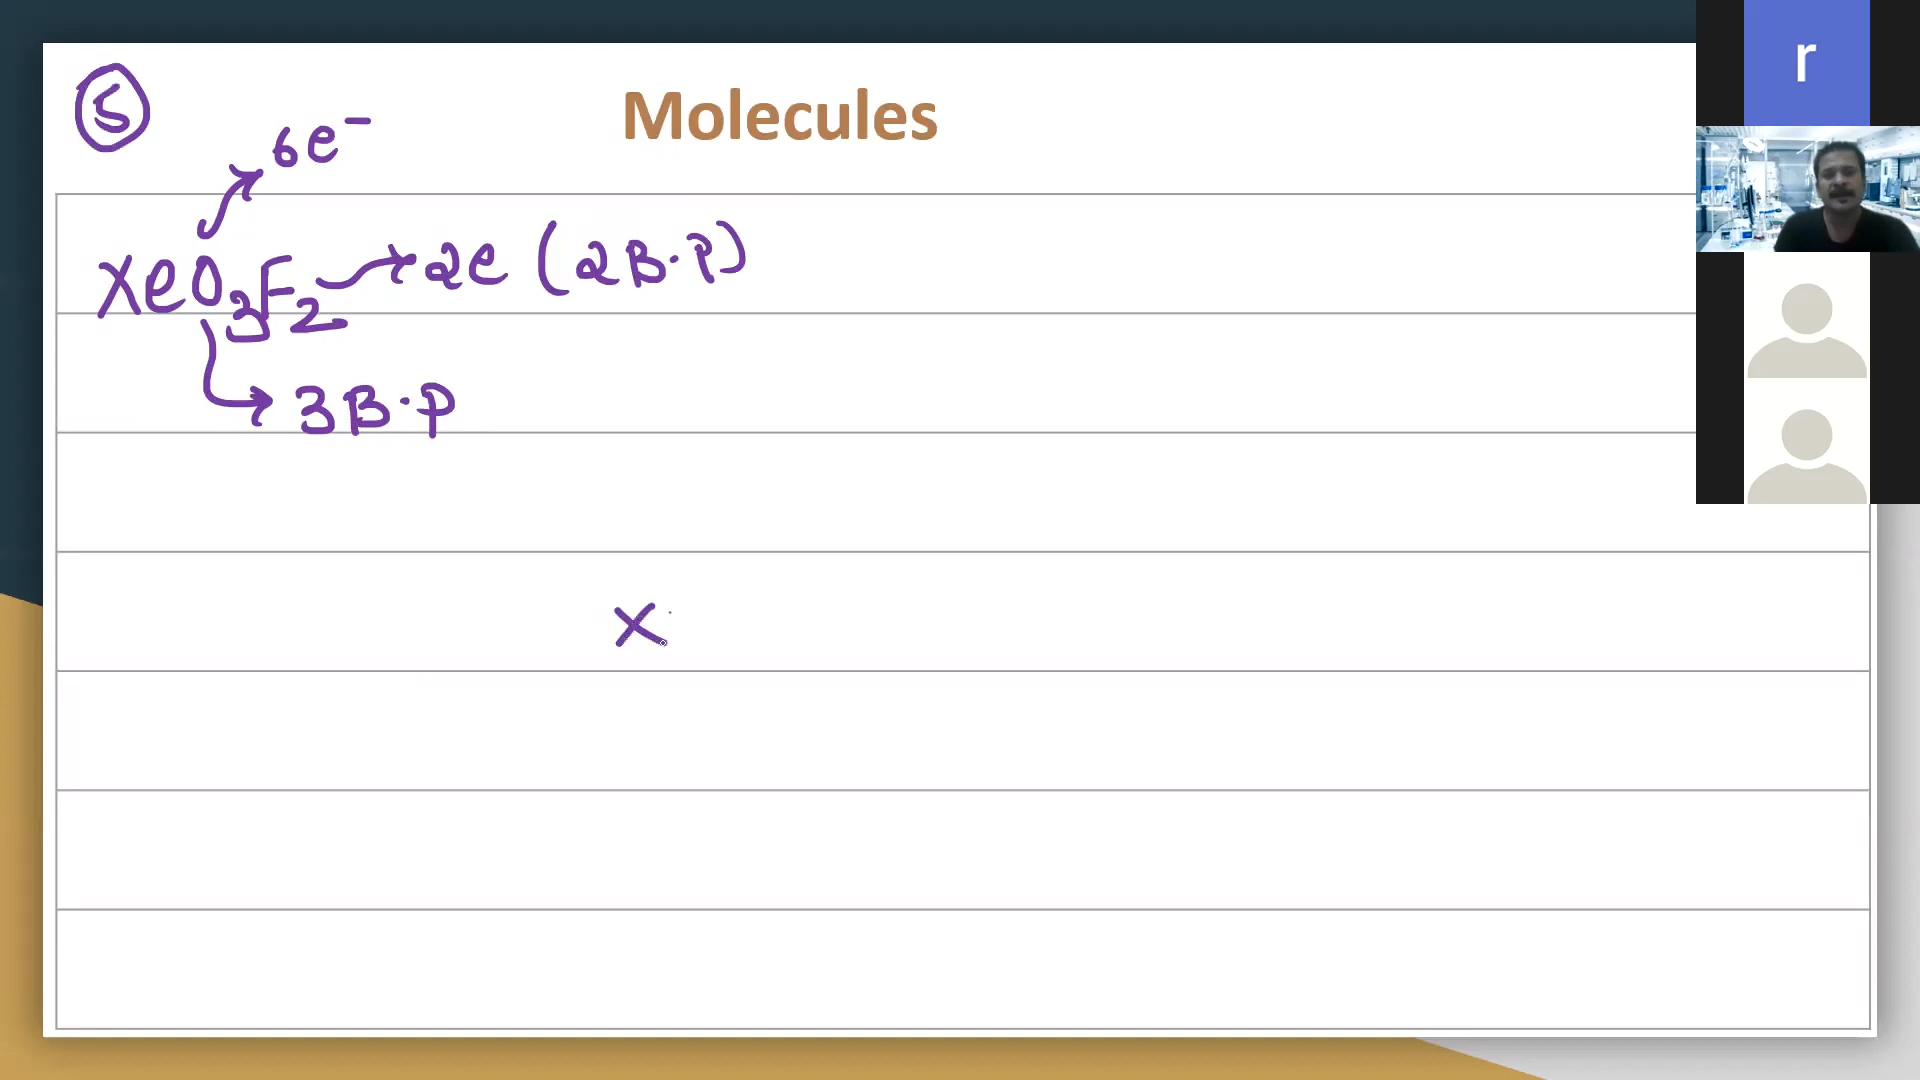 5
Molecules
6e⁻
XeO₃F₂ → 2e (2B.P)
→ 3B.P
X
r